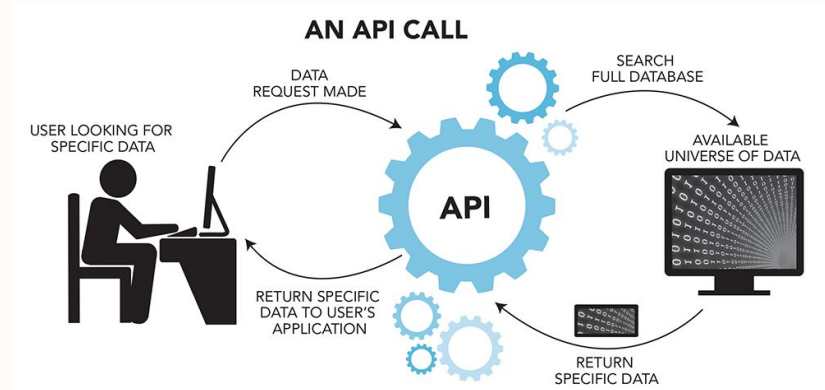 AN API CALL
DATA
REQUEST MADE
SEARCH
FULL DATABASE
USER LOOKING FOR
SPECIFIC DATA
AVAILABLE
UNIVERSE OF DATA
API
RETURN SPECIFIC
DATA TO USER'S
APPLICATION
RETURN
SPECIFIC DATA